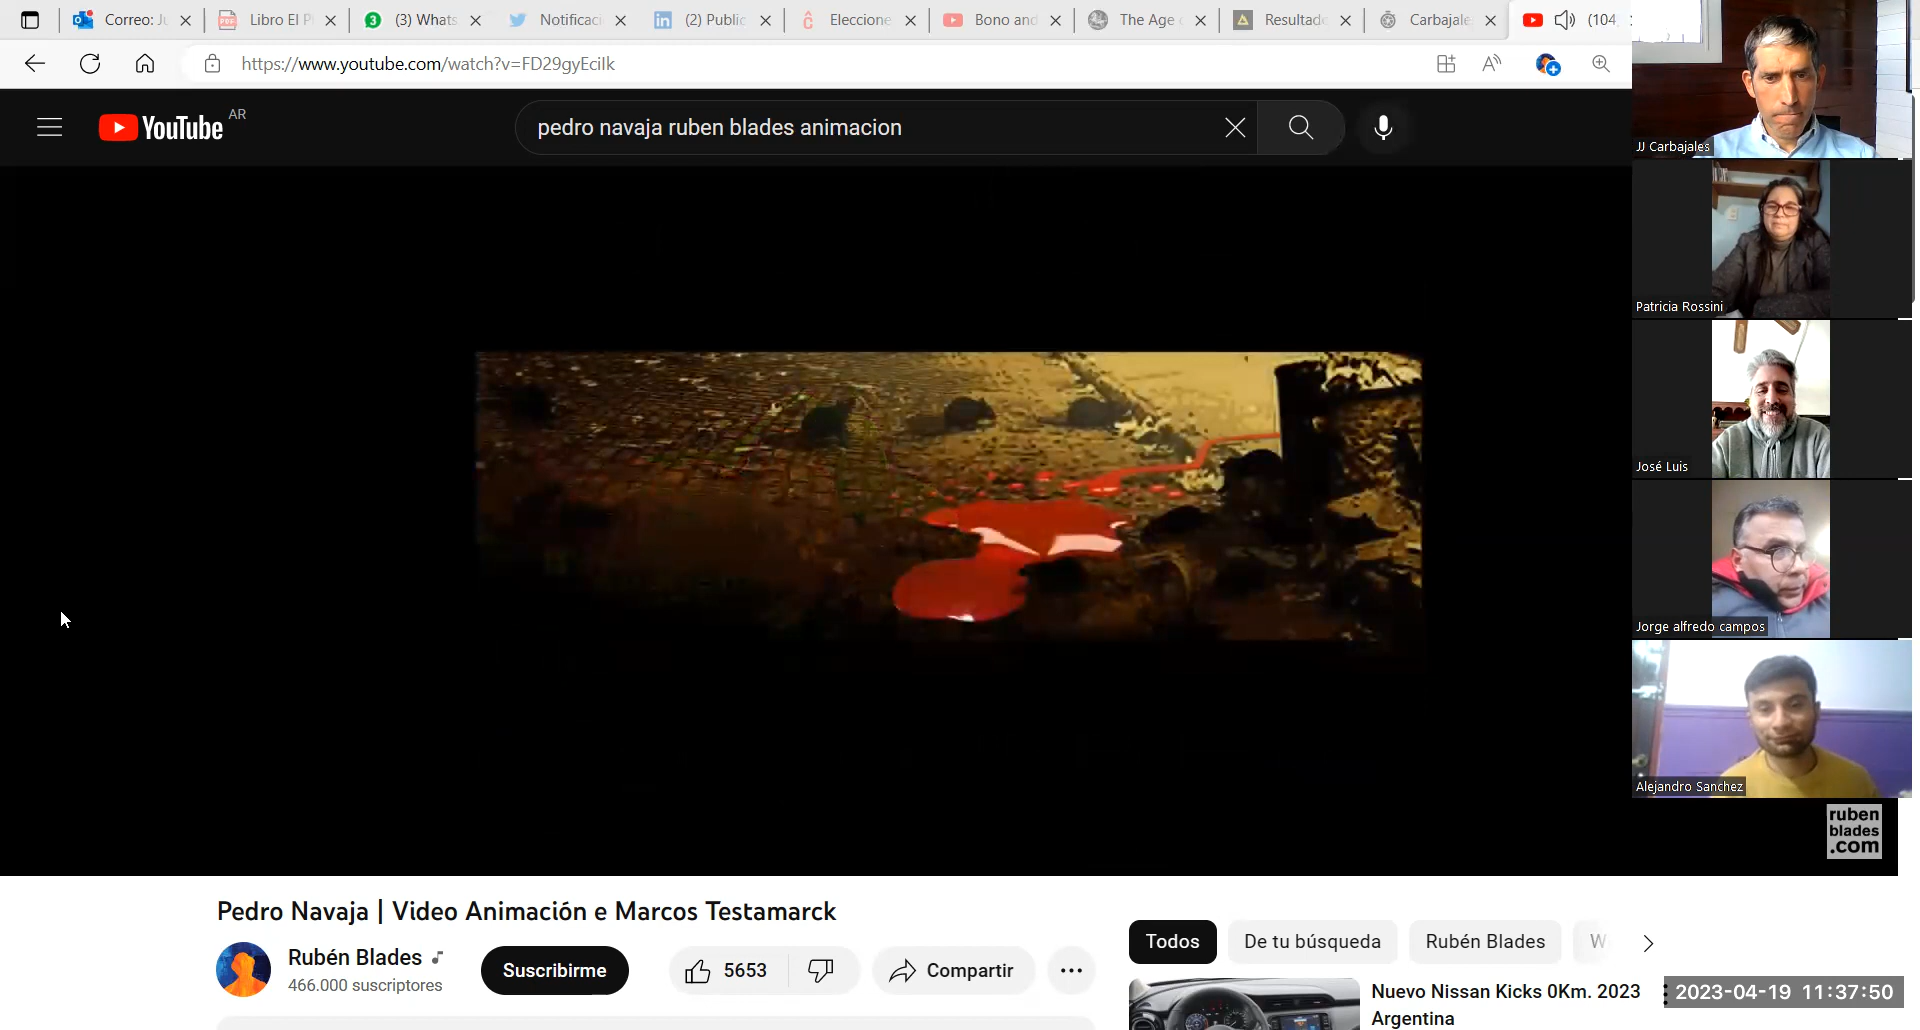 Correo: Ju
Libro El Pl
(3) Whats
Notificaci
(2) Public
Eleccione
Bono and
The Age
Resultad
Carbajale
(104
https://www.youtube.com/watch?v=FD29gyEcilk
YouTube AR
pedro navaja ruben blades animacion
JJ Carbajales
Patricia Rossini
José Luis
Jorge alfredo campos
Alejandro Sanchez
ruben
blades
.com
Pedro Navaja | Video Animación e Marcos Testamarck
Rubén Blades
466.000 suscriptores
Suscribirme
5653
Compartir
Todos
De tu búsqueda
Rubén Blades
Nuevo Nissan Kicks 0Km. 2023
Argentina
2023-04-19 11:37:50